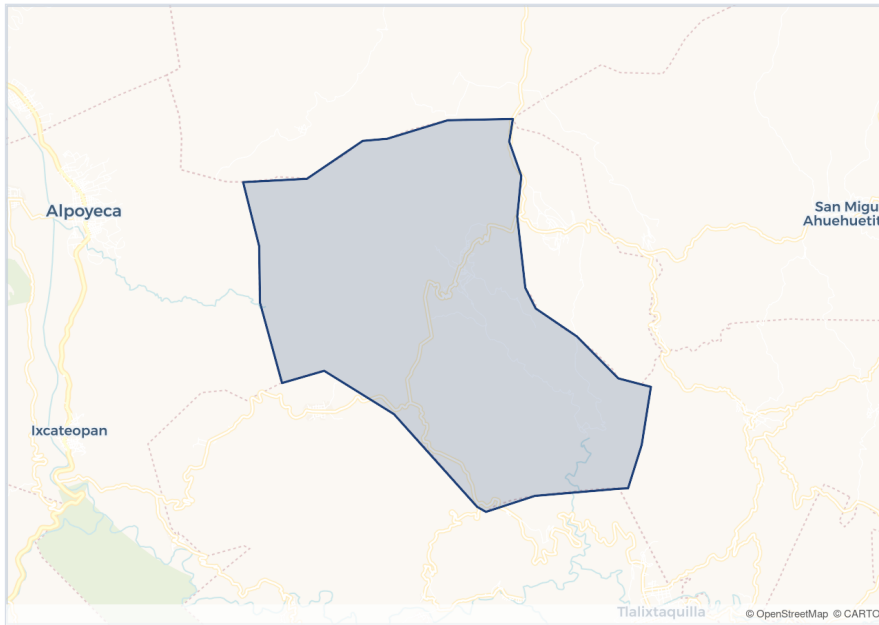 Alpoyeca
San Migu
Ahuehuetit
Ixcateopan
Tlalixtaquilla
© OpenStreetMap © CARTO